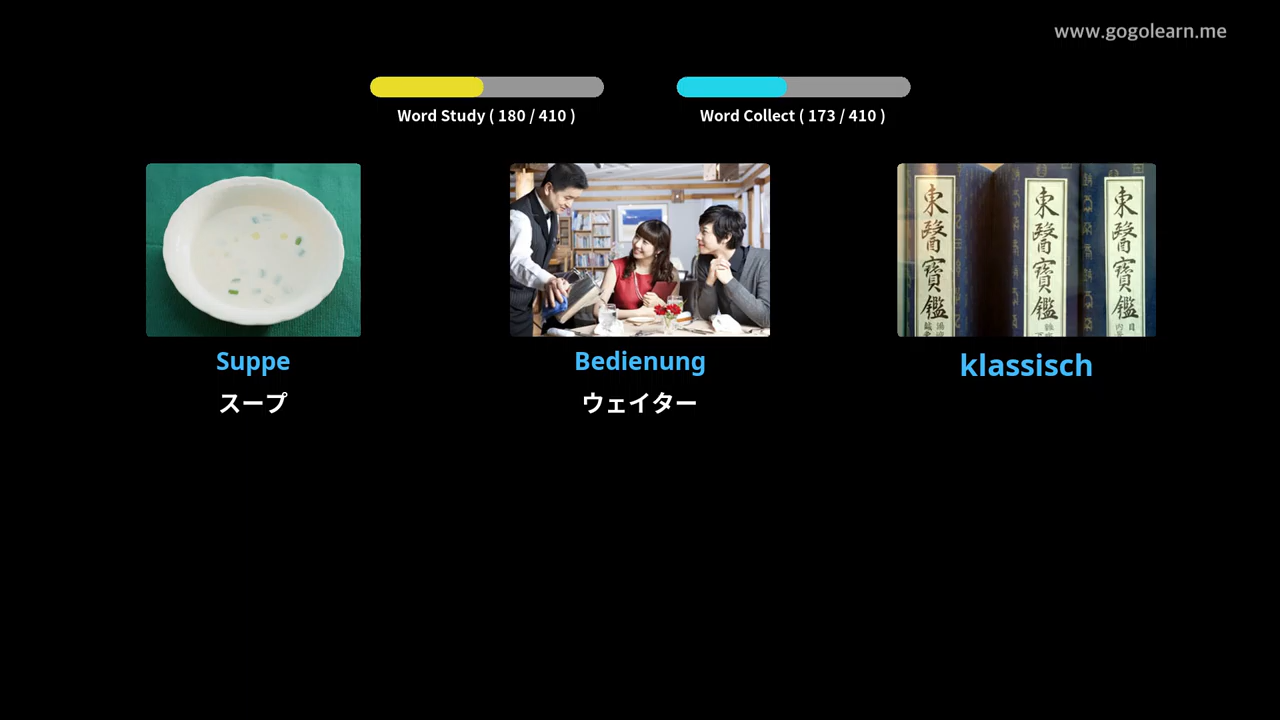 www.gogolearn.me
Word Study ( 180 / 410 )
Word Collect ( 173 / 410 )
東醫寶鑑
東醫寶鑑
東醫寶鑑
Suppe
Bedienung
klassisch
スープ
ウェイター